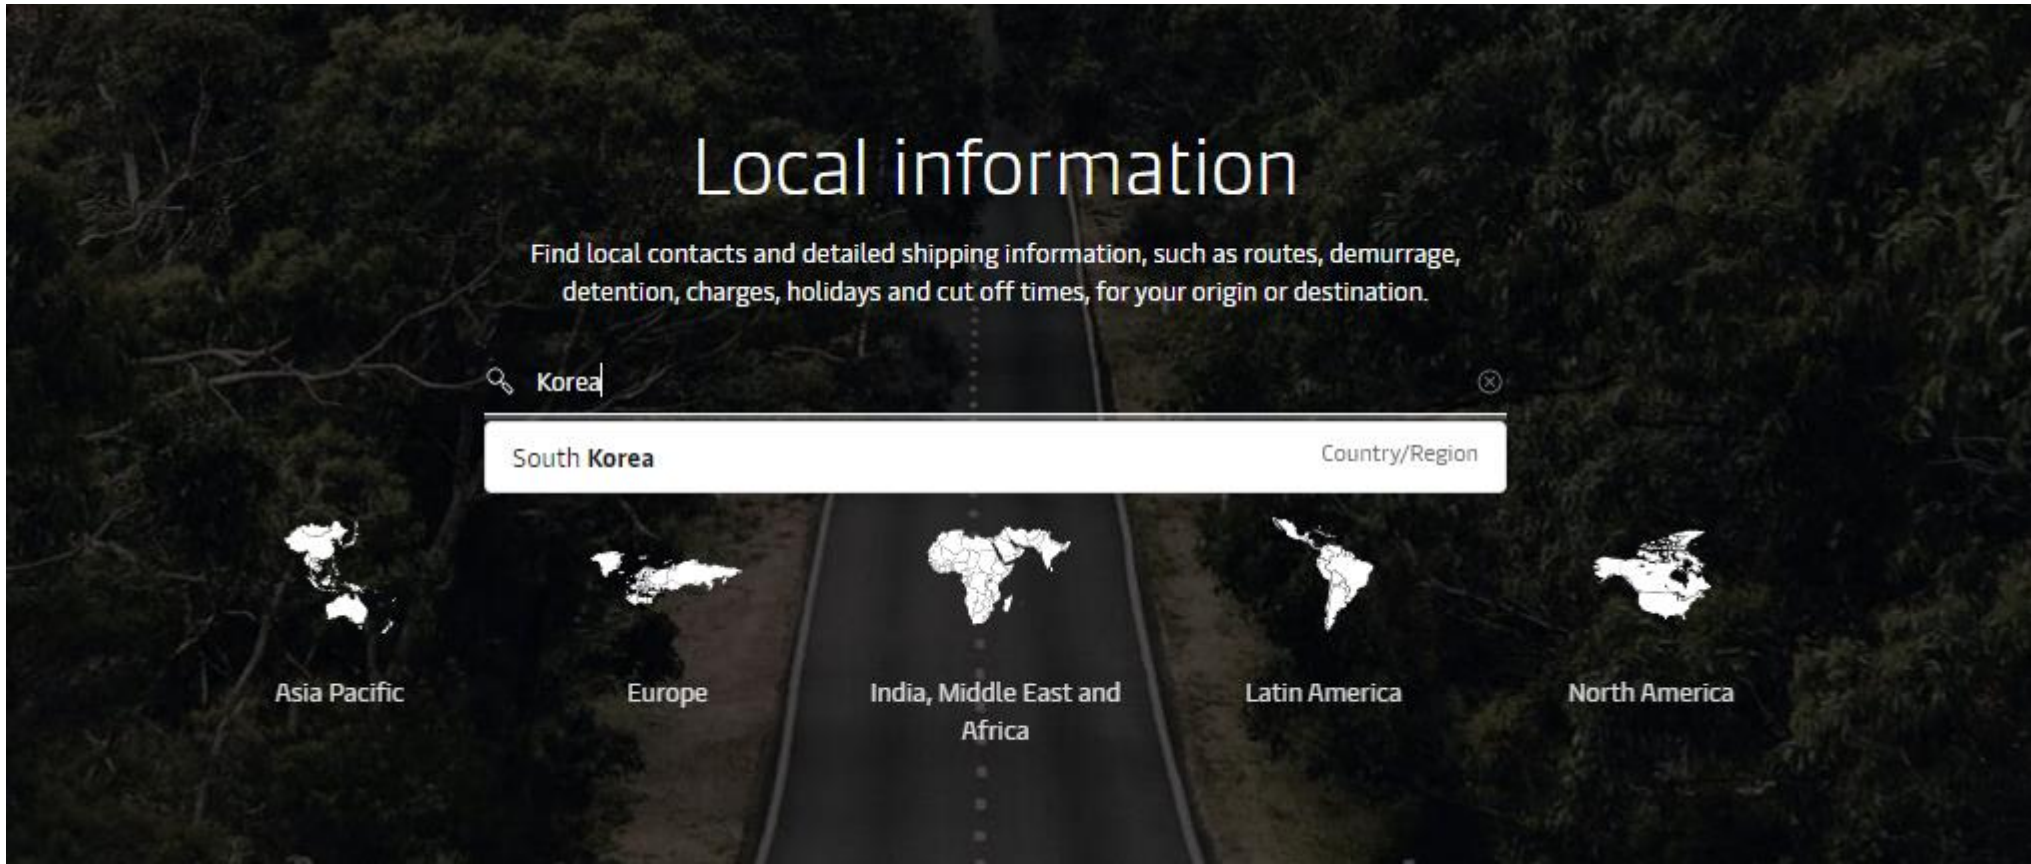 Local information
Find local contacts and detailed shipping information, such as routes, demurrage,
detention, charges, holidays and cut off times, for your origin or destination.
Korea
South Korea Country/Region
Asia Pacific
Europe
India, Middle East and
Africa
Latin America
North America